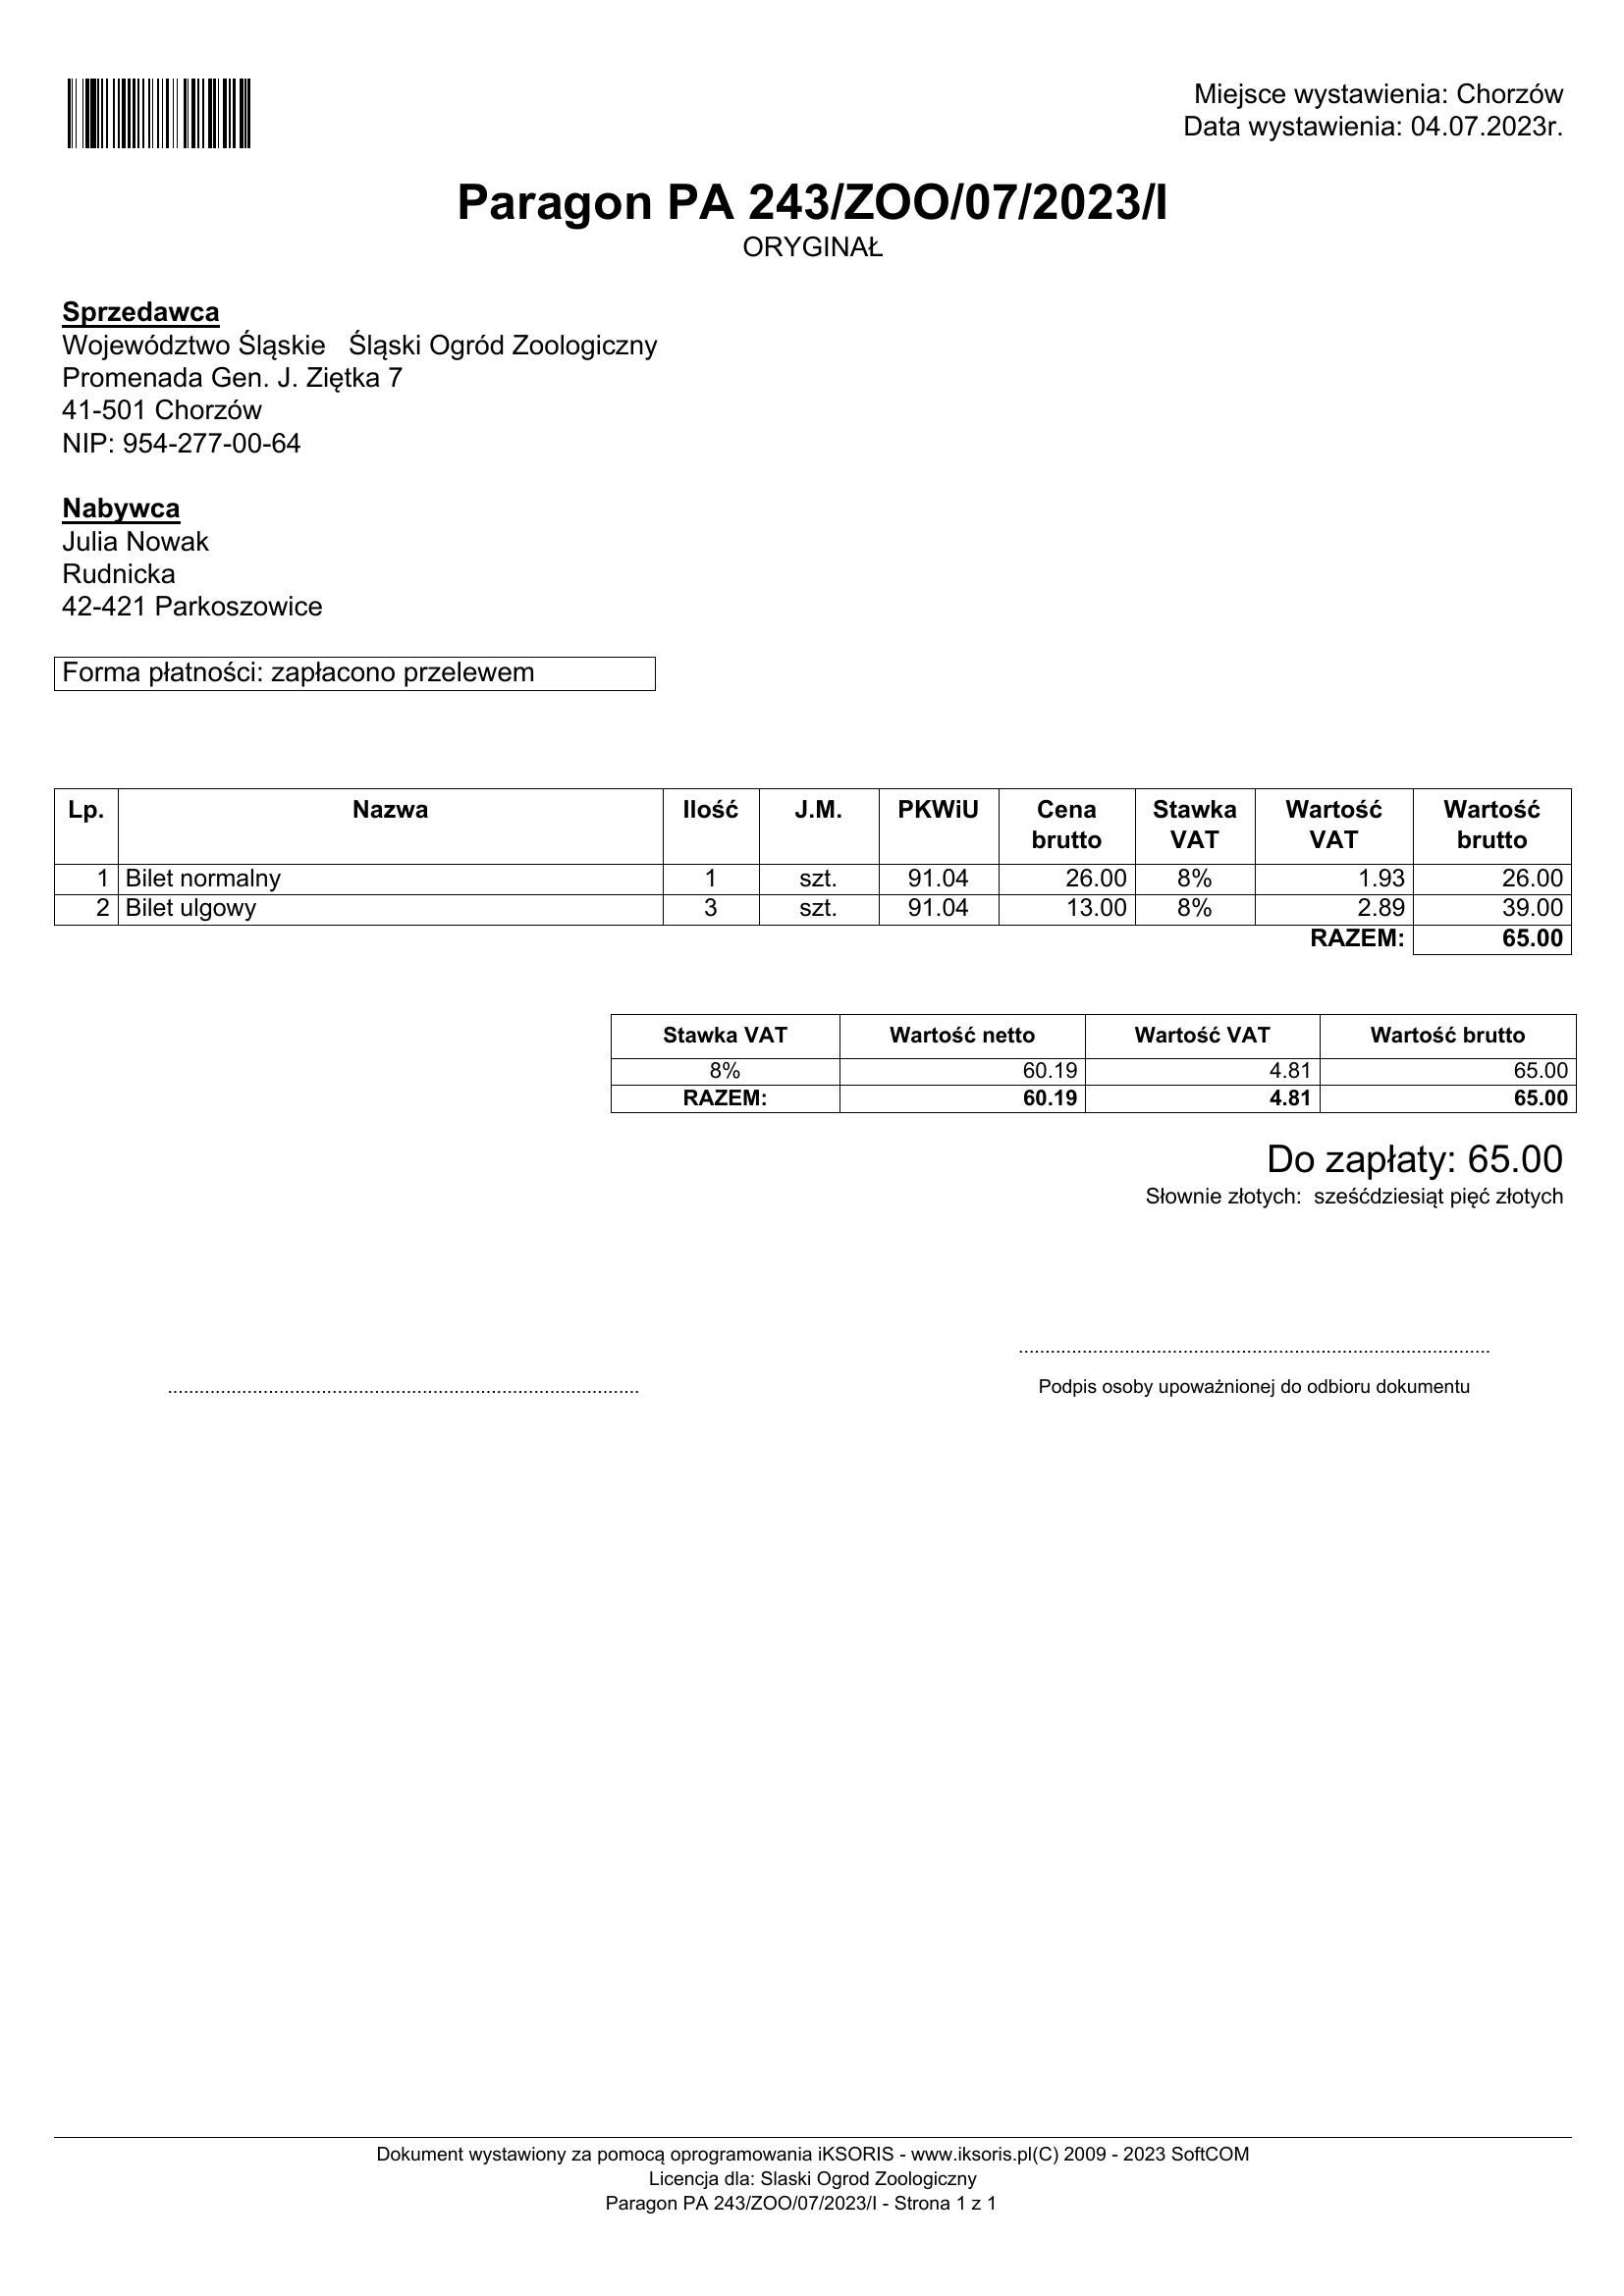 Miejsce wystawienia: Chorzów
Data wystawienia: 04.07.2023r.
Paragon PA 243/ZOO/07/2023/I
ORYGINAŁ
Sprzedawca
Województwo Śląskie   Śląski Ogród Zoologiczny
Promenada Gen. J. Ziętka 7
41-501 Chorzów
NIP: 954-277-00-64
Nabywca
Julia Nowak
Rudnicka
42-421 Parkoszowice
Forma płatności: zapłacono przelewem
Lp. Nazwa Ilość J.M. PKWiU Cena brutto Stawka VAT Wartość VAT Wartość brutto
1 Bilet normalny 1 szt. 91.04 26.00 8% 1.93 26.00
2 Bilet ulgowy 3 szt. 91.04 13.00 8% 2.89 39.00
RAZEM: 65.00
Stawka VAT Wartość netto Wartość VAT Wartość brutto
8% 60.19 4.81 65.00
RAZEM: 60.19 4.81 65.00
Do zapłaty: 65.00
Słownie złotych:  sześćdziesiąt pięć złotych
Podpis osoby upoważnionej do odbioru dokumentu
Dokument wystawiony za pomocą oprogramowania iKSORIS - www.iksoris.pl(C) 2009 - 2023 SoftCOM
Licencja dla: Slaski Ogrod Zoologiczny
Paragon PA 243/ZOO/07/2023/I - Strona 1 z 1